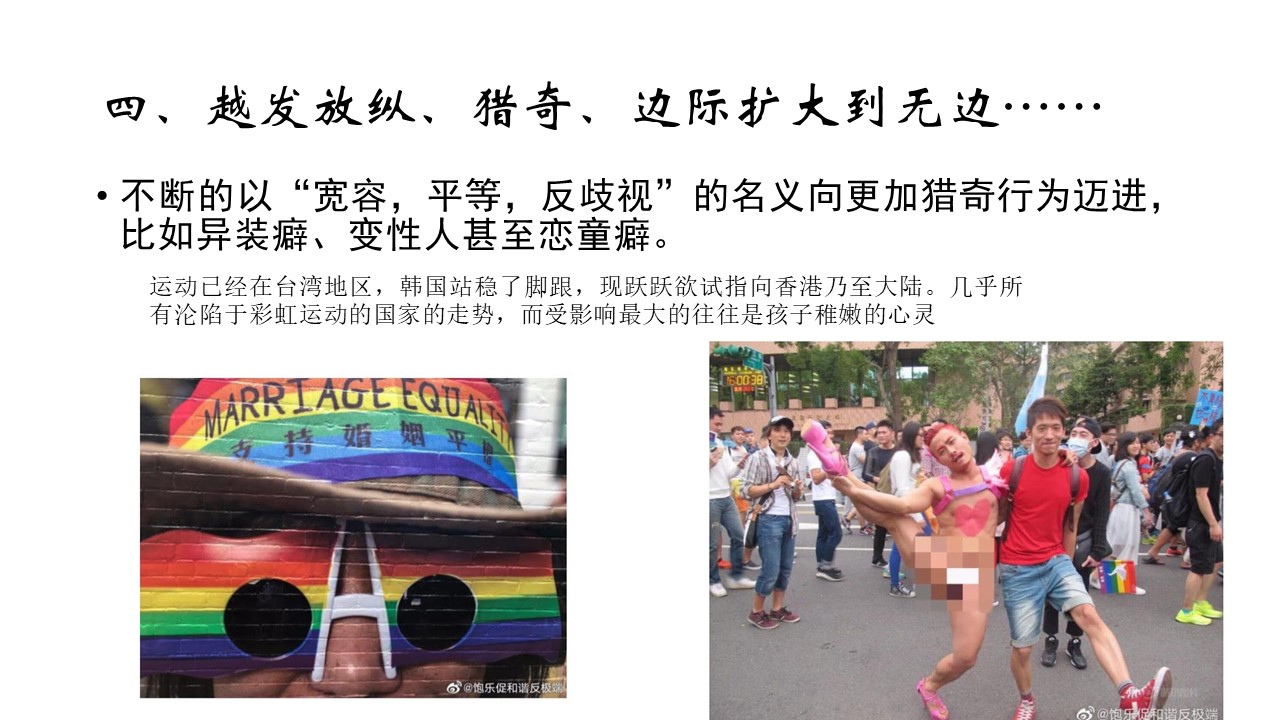 四、越发放纵、猎奇、边际扩大到无边……
• 不断的以“宽容，平等，反歧视”的名义向更加猎奇行为迈进，
比如异装癖、变性人甚至恋童癖。
运动已经在台湾地区，韩国站稳了脚跟，现跃跃欲试指向香港乃至大陆。几乎所
有沦陷于彩虹运动的国家的走势，而受影响最大的往往是孩子稚嫩的心灵
MARRIAGE EQUALITY
支持婚姻平權
@饱乐促和谐反极端
16:00:38
@饱乐促和谐反极端